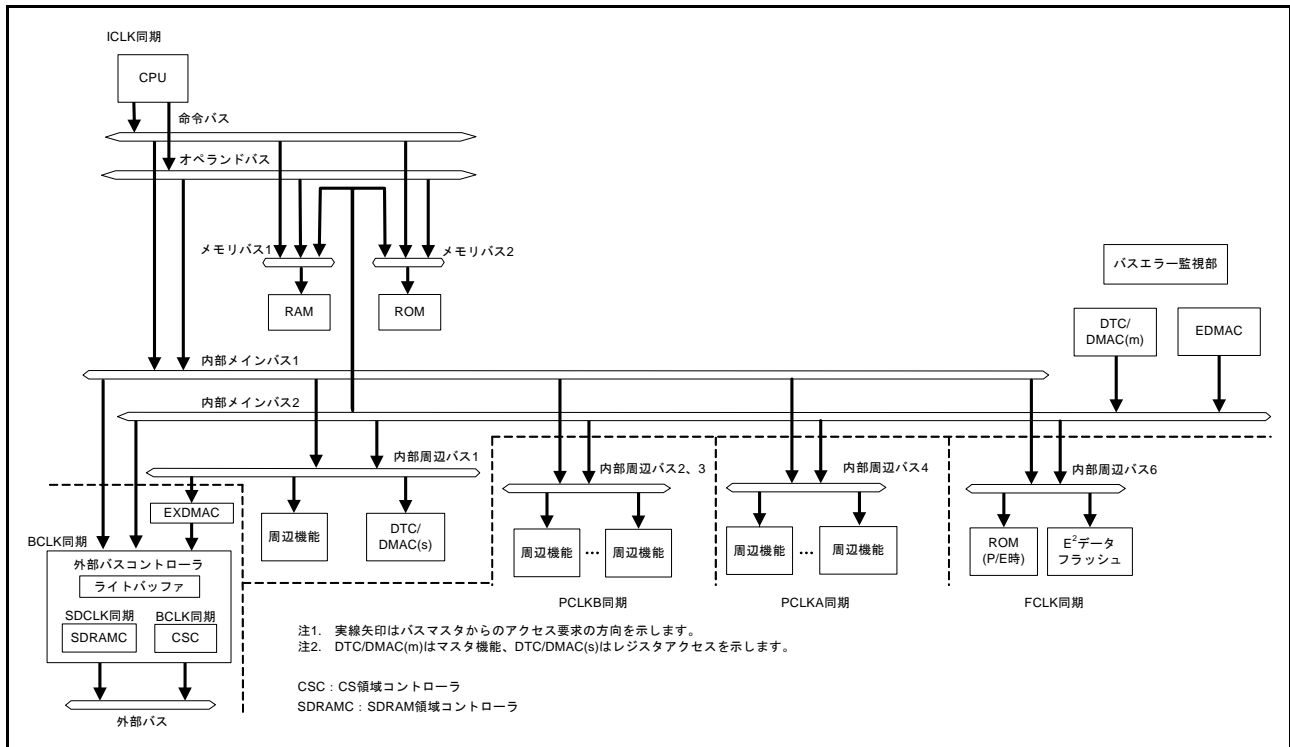 ICLK同期
CPU
命令バス
オペランドバス
メモリバス1
メモリバス2
RAM
ROM
バスエラー監視部
DTC/
DMAC(m)
EDMAC
内部メインバス1
内部メインバス2
内部周辺バス1
内部周辺バス2、3
内部周辺バス4
内部周辺バス6
EXDMAC
周辺機能
DTC/
DMAC(s)
周辺機能 … 周辺機能
周辺機能 … 周辺機能
ROM
(P/E時)
E²データ
フラッシュ
BCLK同期
外部バスコントローラ
ライトバッファ
SDCLK同期
BCLK同期
SDRAMC
CSC
外部バス
PCLKB同期
PCLKA同期
FCLK同期
注1. 実線矢印はバスマスタからのアクセス要求の方向を示します。
注2. DTC/DMAC(m)はマスタ機能、DTC/DMAC(s)はレジスタアクセスを示します。
CSC：CS領域コントローラ
SDRAMC：SDRAM領域コントローラ